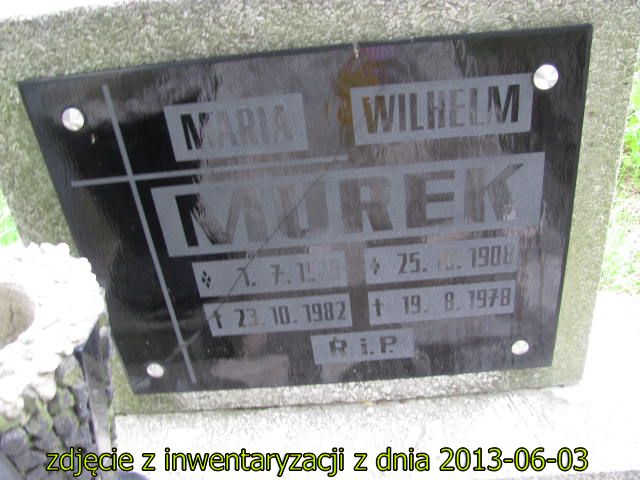 MARIA WILHELM
MUREK
1. 7. 25. 10. 1908
† 23. 10. 1982 † 19. 8. 1978
R.i.P.
zdjęcie z inwentaryzacji z dnia 2013-06-03